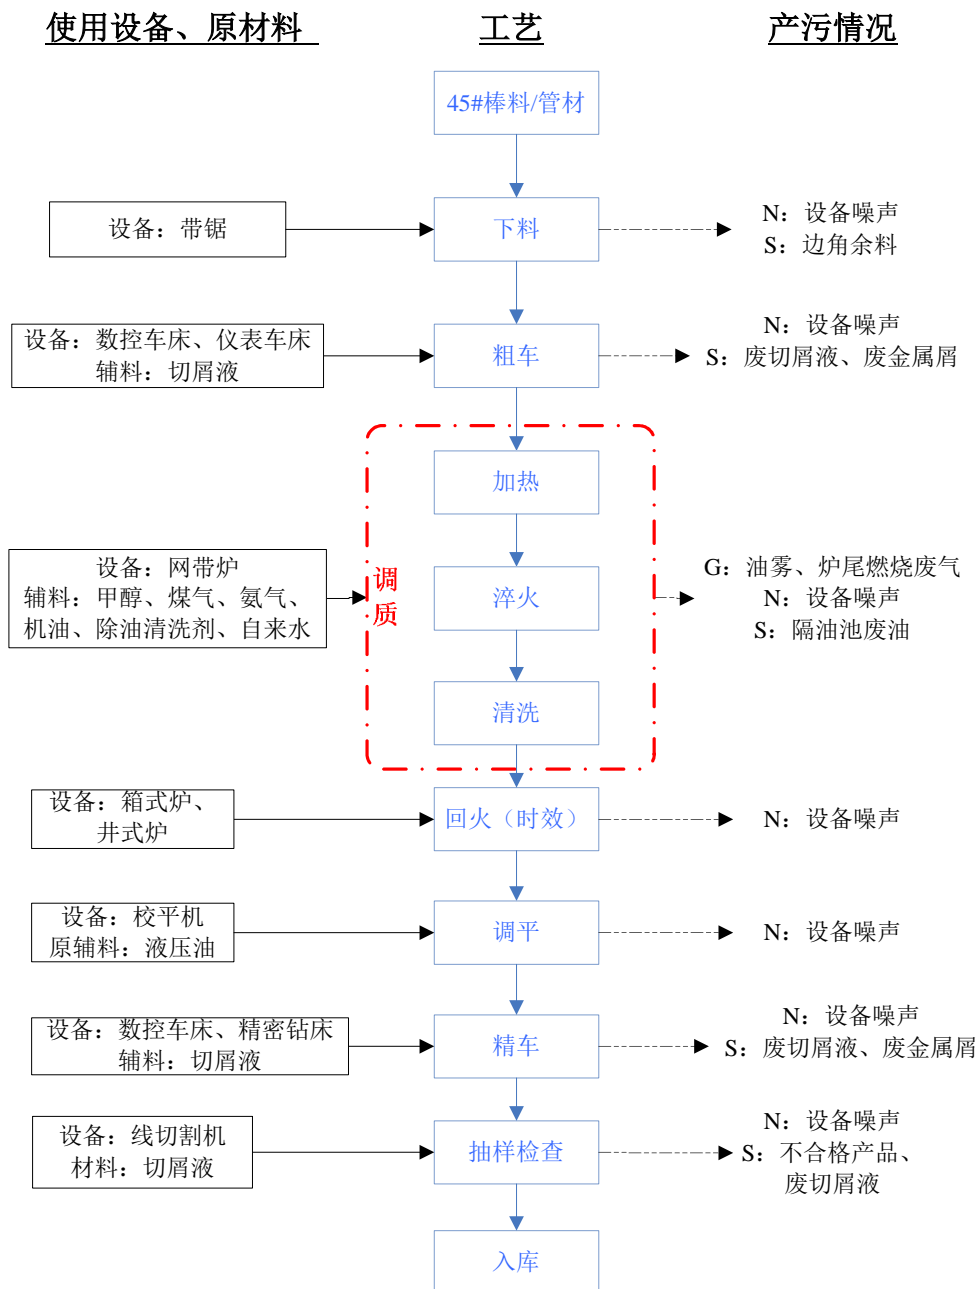 使用设备、原材料
工艺
产污情况
45#棒料/管材
设备：带锯
下料
N：设备噪声
S：边角余料
设备：数控车床、仪表车床
辅料：切屑液
粗车
N：设备噪声
S：废切屑液、废金属屑
加热
设备：网带炉
辅料：甲醇、煤气、氨气、
机油、除油清洗剂、自来水
调
质
淬火
G：油雾、炉尾燃烧废气
N：设备噪声
S：隔油池废油
清洗
设备：箱式炉、
井式炉
回火（时效）
N：设备噪声
设备：校平机
原辅料：液压油
调平
N：设备噪声
设备：数控车床、精密钻床
辅料：切屑液
精车
N：设备噪声
S：废切屑液、废金属屑
设备：线切割机
材料：切屑液
抽样检查
N：设备噪声
S：不合格产品、
废切屑液
入库